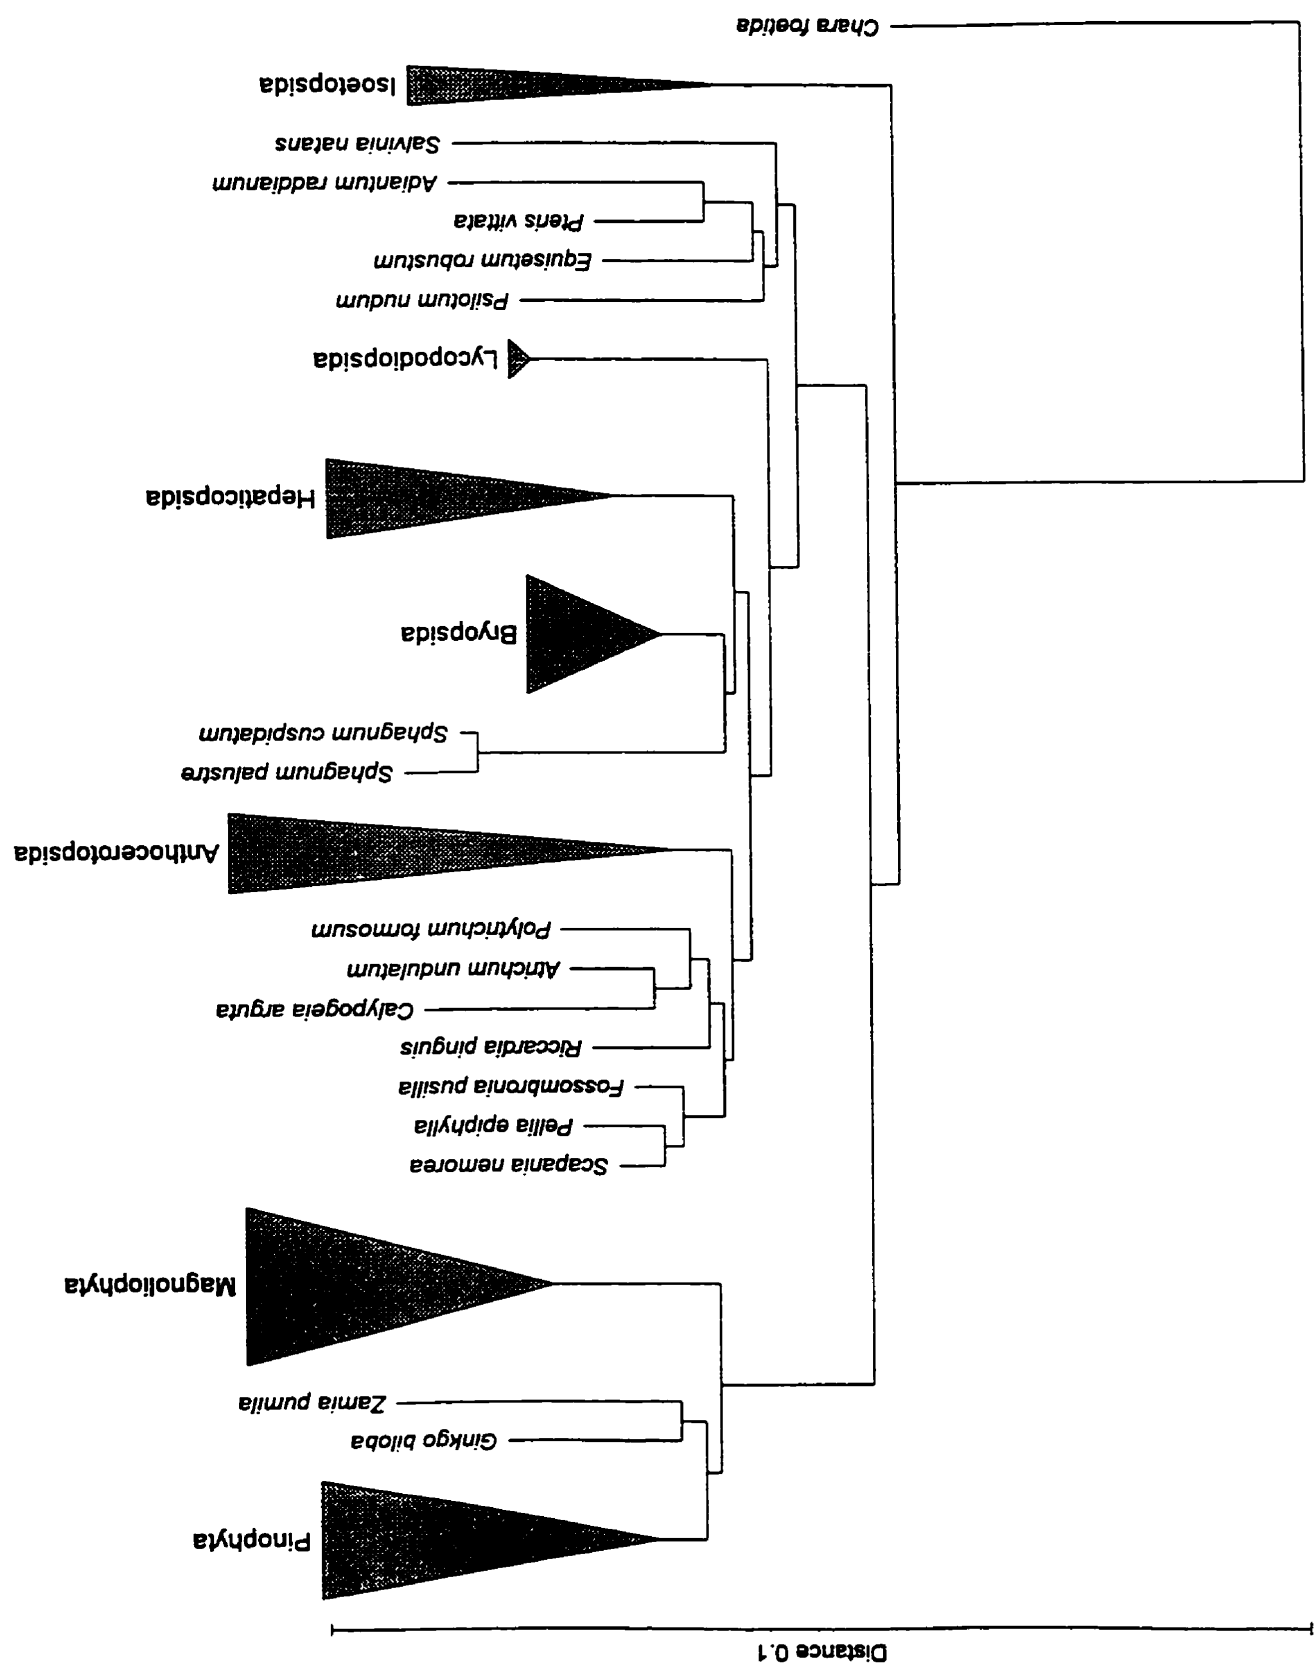 Distance 0.1
Pinophyta
Ginkgo biloba
Zamia pumila
Magnoliophyta
Scapania nemorea
Pellia epiphylla
Fossombronia pusilla
Riccardia pinguis
Calypogeia arguta
Atrichum undulatum
Polytrichum formosum
Anthocerotopsida
Sphagnum palustre
Sphagnum cuspidatum
Bryopsida
Hepaticopsida
Lycopodiopsida
Psilotum nudum
Equisetum robustum
Pteris vittata
Adiantum raddianum
Salvinia natans
Isoetopsida
Chara foetida